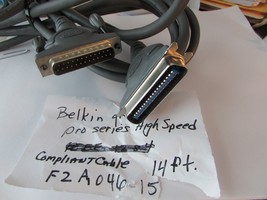 Belkin
pro series High Speed
Compliant Cable 14 ft.
F2A046-15